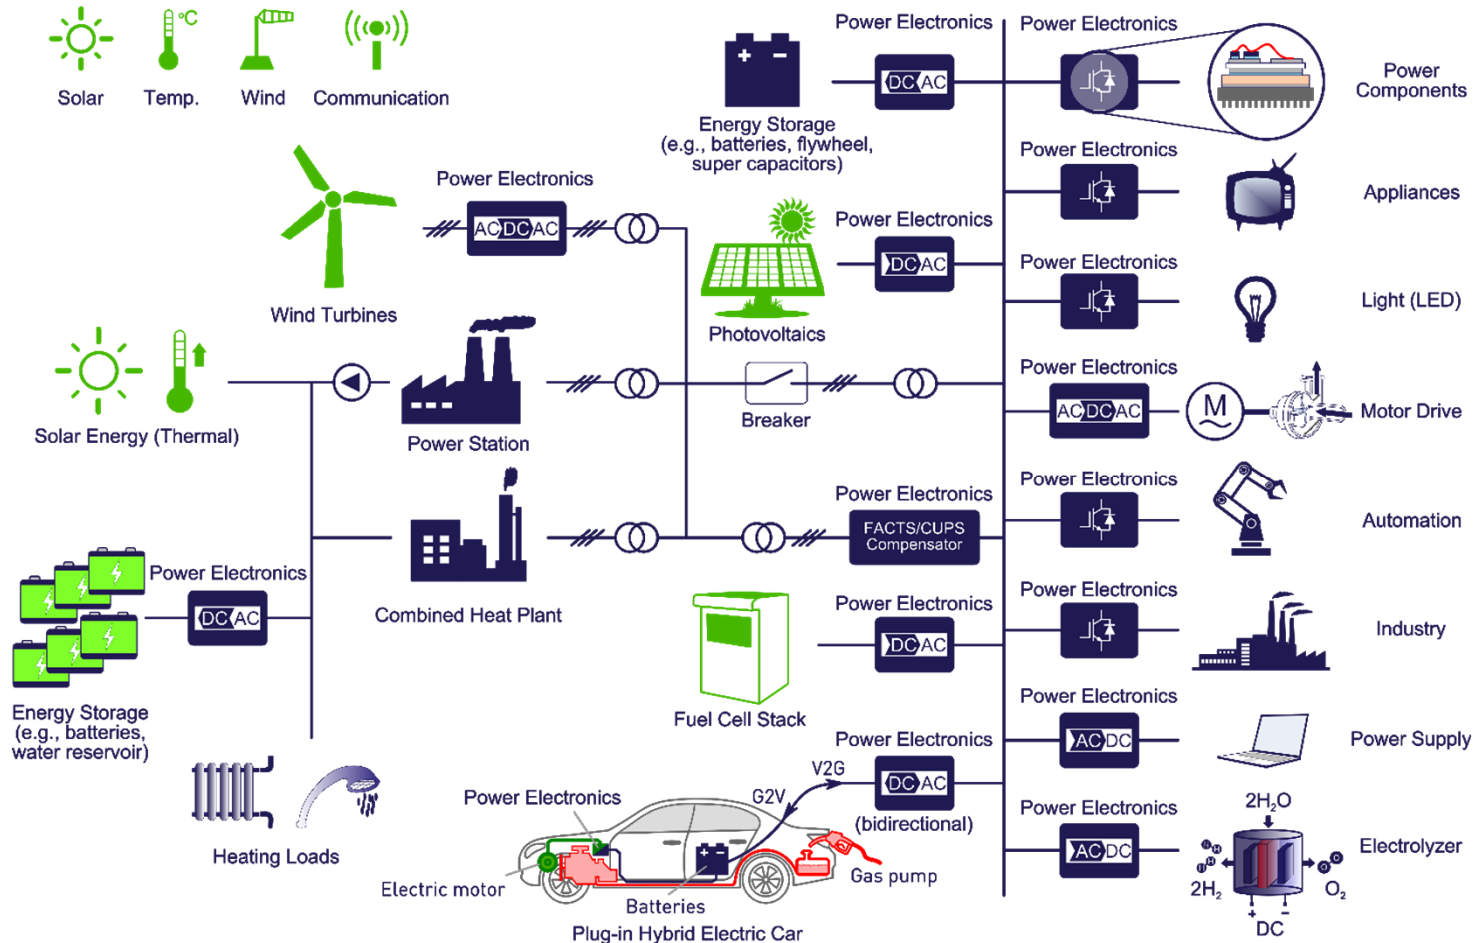 °C
Solar
Temp.
Wind
Communication
Power Electronics
DC AC
Energy Storage
(e.g., batteries, flywheel,
super capacitors)
Power Electronics
Power
Components
Power Electronics
AC DC AC
Wind Turbines
Power Electronics
DC AC
Photovoltaics
Power Electronics
Appliances
Power Electronics
Light (LED)
Solar Energy (Thermal)
Power Station
Breaker
Power Electronics
AC DC AC
M
Motor Drive
Combined Heat Plant
Power Electronics
FACTS/CUPS
Compensator
Power Electronics
Automation
Power Electronics
DC AC
Energy Storage
(e.g., batteries,
water reservoir)
Power Electronics
DC AC
Fuel Cell Stack
Power Electronics
Industry
Heating Loads
Power Electronics
DC AC
(bidirectional)
V2G
G2V
Power Electronics
Electric motor
Batteries
Gas pump
Plug-in Hybrid Electric Car
Power Electronics
AC DC
Power Supply
Power Electronics
AC DC
2H₂O
H
H
2H₂
O
O
O₂
+ −
DC
Electrolyzer